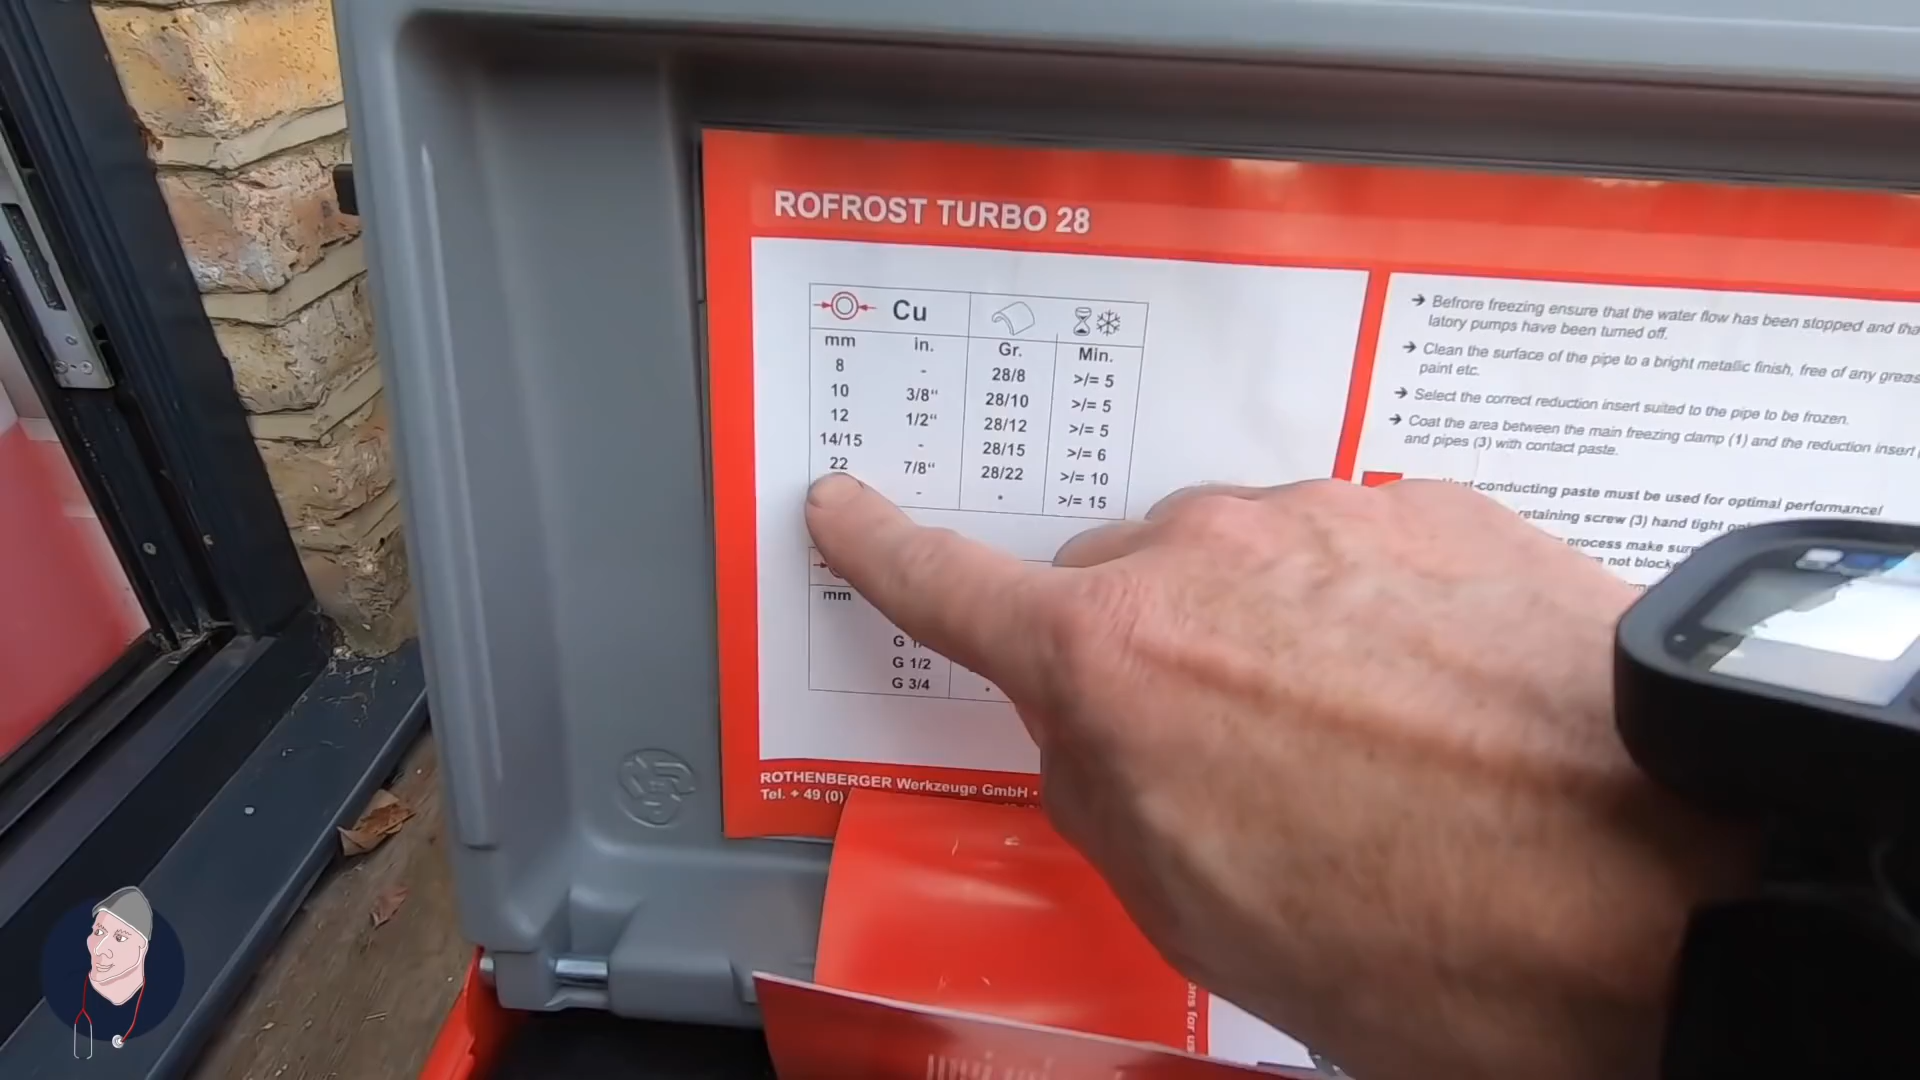 ROFROST TURBO 28
Cu
mm in. Gr. Min.
8 - 28/8 >/= 5
10 3/8“ 28/10 >/= 5
12 1/2“ 28/12 >/= 5
14/15 - 28/15 >/= 6
22 7/8“ 28/22 >/= 10
- • >/= 15
mm
G
G 1/2
G 3/4 •
ROTHENBERGER Werkzeuge GmbH •
Tel. + 49 (0)
➔ Befrore freezing ensure that the water flow has been stopped and
latory pumps have been turned off.
➔ Clean the surface of the pipe to a bright metallic finish, free of any
paint etc.
➔ Select the correct reduction insert suited to the pipe to be frozen.
➔ Coat the area between the main freezing clamp (1) and the reduction insert
and pipes (3) with contact paste.
-conducting paste must be used for optimal performance!
retaining screw (3) hand tight
process make
not
ons for